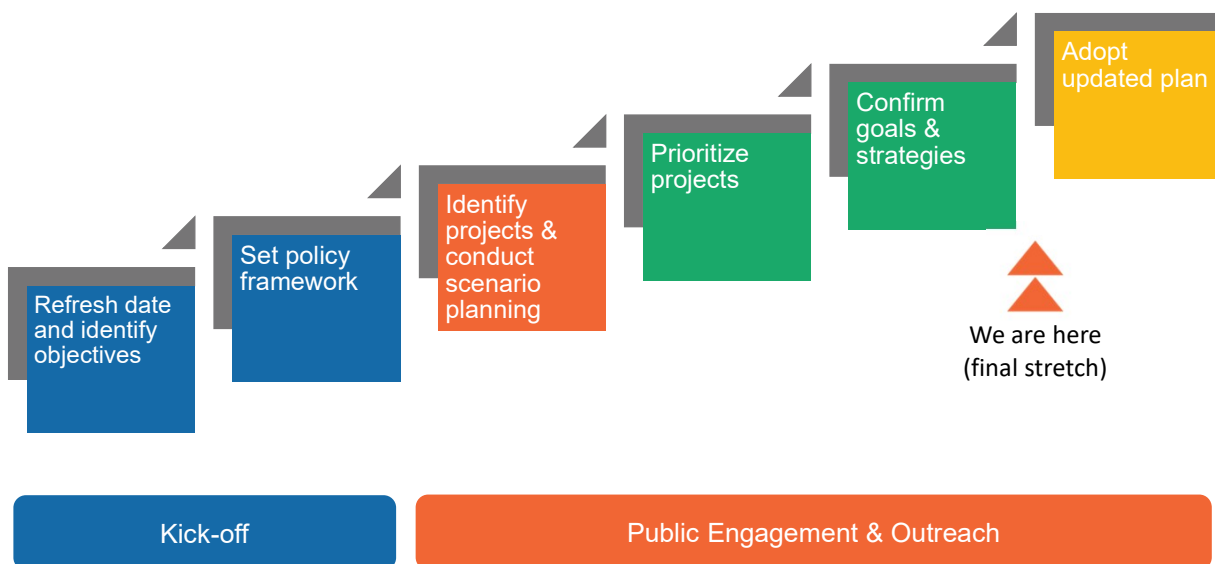 Refresh date
and identify
objectives
Set policy
framework
Identify
projects &
conduct
scenario
planning
Prioritize
projects
Confirm
goals &
strategies
Adopt
updated plan
We are here
(final stretch)
Kick-off
Public Engagement & Outreach